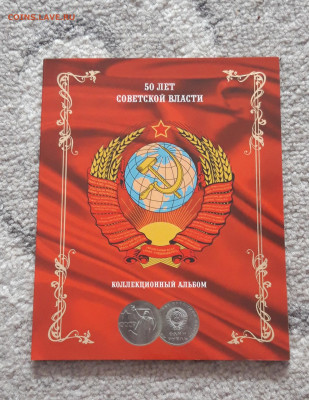 COINS.SAVE.RU
50 ЛЕТ
СОВЕТСКОЙ ВЛАСТИ
КОЛЛЕКЦИОННЫЙ АЛЬБОМ